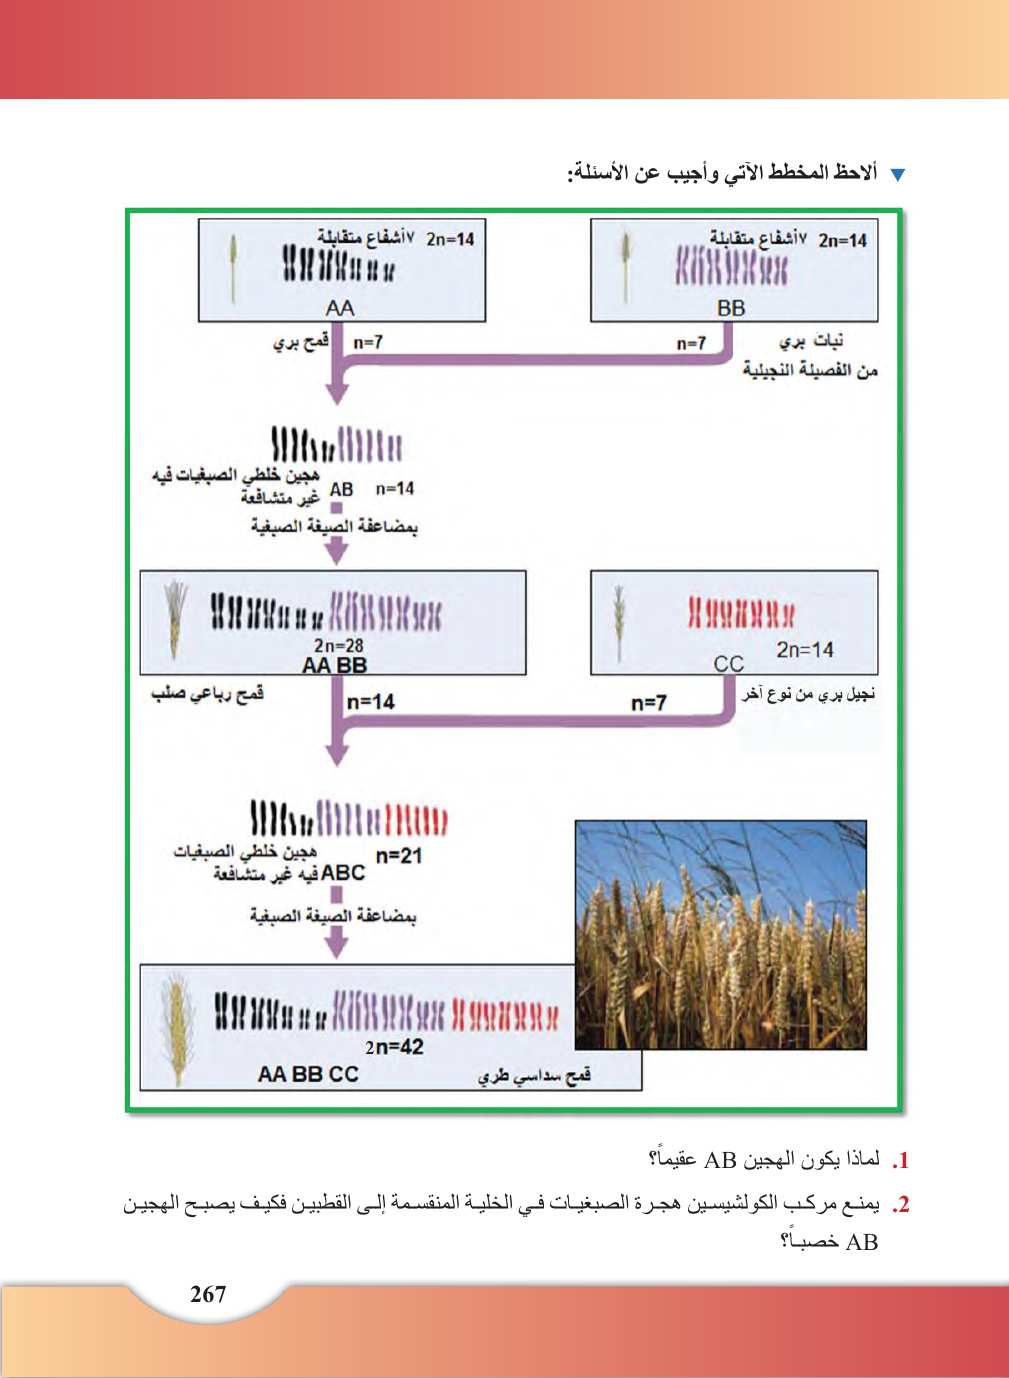 ألاحظ المخطط الآتي وأجيب عن الأسئلة:
٧أشفاع متقابلة 2n=14
AA
٧أشفاع متقابلة 2n=14
BB
قمح بري
n=7
n=7
نبات بري
من الفصيلة النجيلية
هجين خلطي الصبغيات فيه
غير متشافعة
AB n=14
بمضاعفة الصيغة الصبغية
2n=28
AA BB
2n=14
CC
قمح رباعي صلب
n=14
n=7
نجيل بري من نوع آخر
هجين خلطي الصبغيات
فيه غير متشافعة
ABC
n=21
بمضاعفة الصيغة الصبغية
2n=42
AA BB CC
قمح سداسي طري
1. لماذا يكون الهجين AB عقيماً؟
2. يمنع مركب الكولشيسين هجرة الصبغيات في الخلية المنقسمة إلى القطبين فكيف يصبح الهجين
AB خصباً؟
267